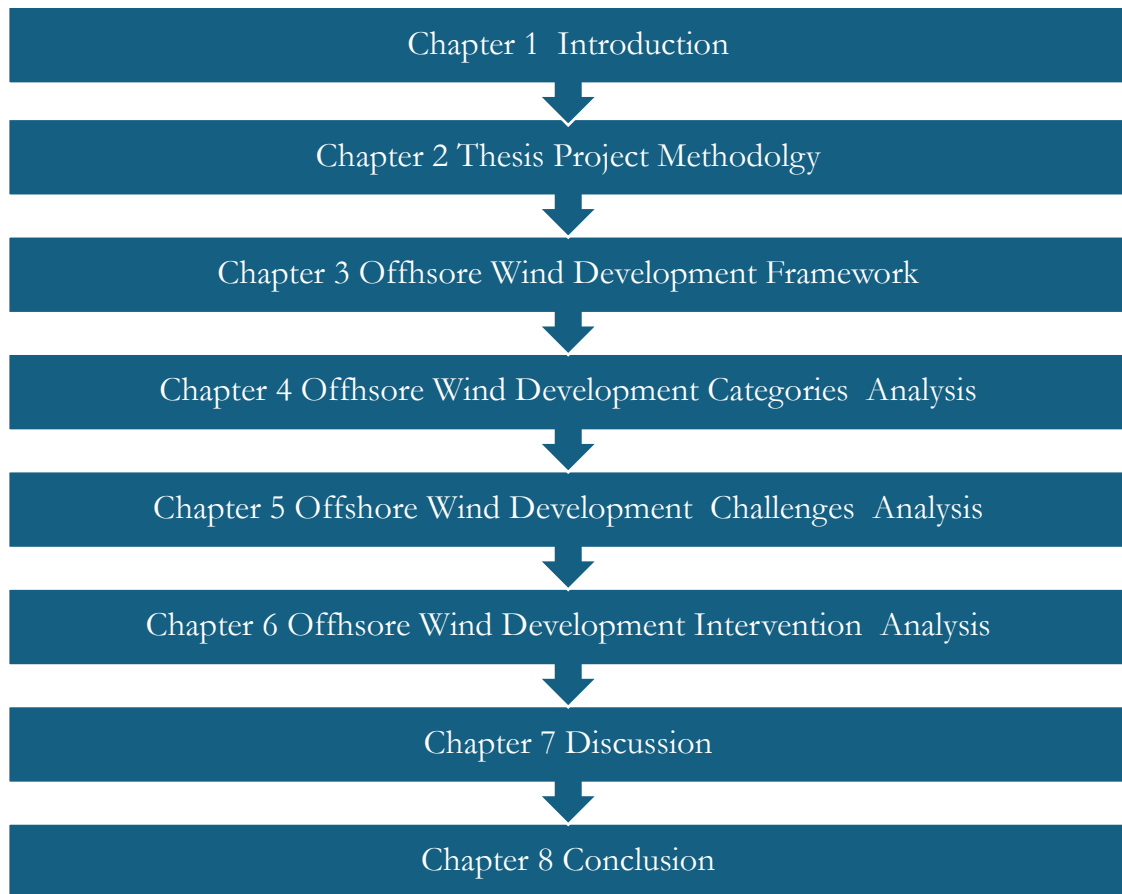 Chapter 1  Introduction
Chapter 2 Thesis Project Methodolgy
Chapter 3 Offhsore Wind Development Framework
Chapter 4 Offhsore Wind Development Categories  Analysis
Chapter 5 Offshore Wind Development  Challenges  Analysis
Chapter 6 Offhsore Wind Development Intervention  Analysis
Chapter 7 Discussion
Chapter 8 Conclusion